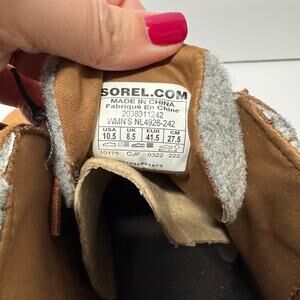 SOREL.COM
MADE IN CHINA
Fabriqué En Chine
2038311242
WMN'S NL4926-242
USA UK EUR CM
10.5 8.5 41.5 27.5
10175 CJF 0322 222